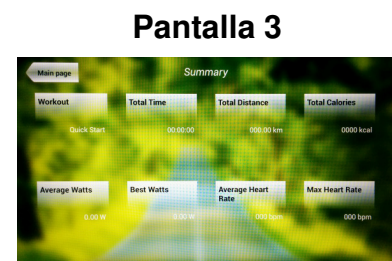 Pantalla 3
Main page
Summary
Workout
Total Time
Total Distance
Total Calories
Quick Start
00:00:00
000.00 km
0000 kcal
Average Watts
Best Watts
Average Heart
Rate
Max Heart Rate
0.00 W
0.00 W
000 bpm
000 bpm